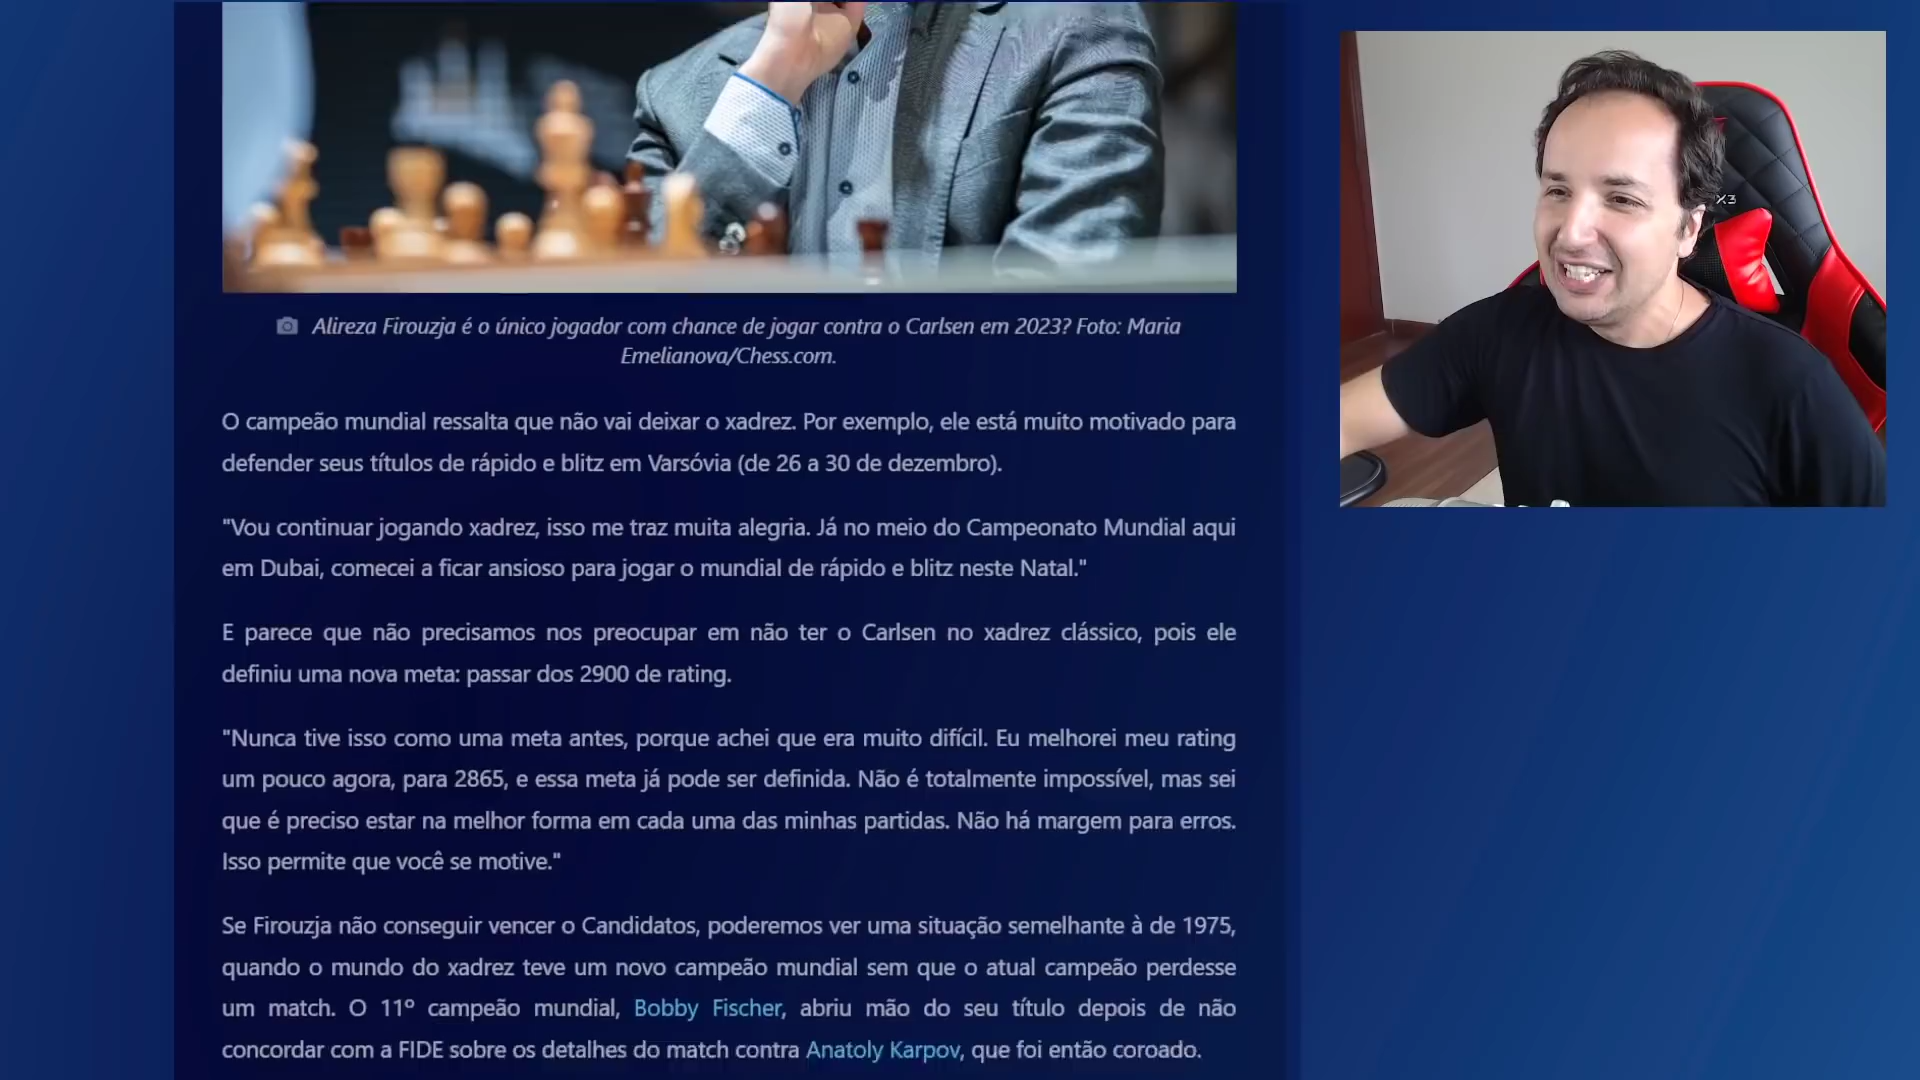 Alireza Firouzja é o único jogador com chance de jogar contra o Carlsen em 2023? Foto: Maria
Emelianova/Chess.com.
O campeão mundial ressalta que não vai deixar o xadrez. Por exemplo, ele está muito motivado para
defender seus títulos de rápido e blitz em Varsóvia (de 26 a 30 de dezembro).
"Vou continuar jogando xadrez, isso me traz muita alegria. Já no meio do Campeonato Mundial aqui
em Dubai, comecei a ficar ansioso para jogar o mundial de rápido e blitz neste Natal."
E parece que não precisamos nos preocupar em não ter o Carlsen no xadrez clássico, pois ele
definiu uma nova meta: passar dos 2900 de rating.
"Nunca tive isso como uma meta antes, porque achei que era muito difícil. Eu melhorei meu rating
um pouco agora, para 2865, e essa meta já pode ser definida. Não é totalmente impossível, mas sei
que é preciso estar na melhor forma em cada uma das minhas partidas. Não há margem para erros.
Isso permite que você se motive."
Se Firouzja não conseguir vencer o Candidatos, poderemos ver uma situação semelhante à de 1975,
quando o mundo do xadrez teve um novo campeão mundial sem que o atual campeão perdesse
um match. O 11º campeão mundial, Bobby Fischer, abriu mão do seu título depois de não
concordar com a FIDE sobre os detalhes do match contra Anatoly Karpov, que foi então coroado.
X3